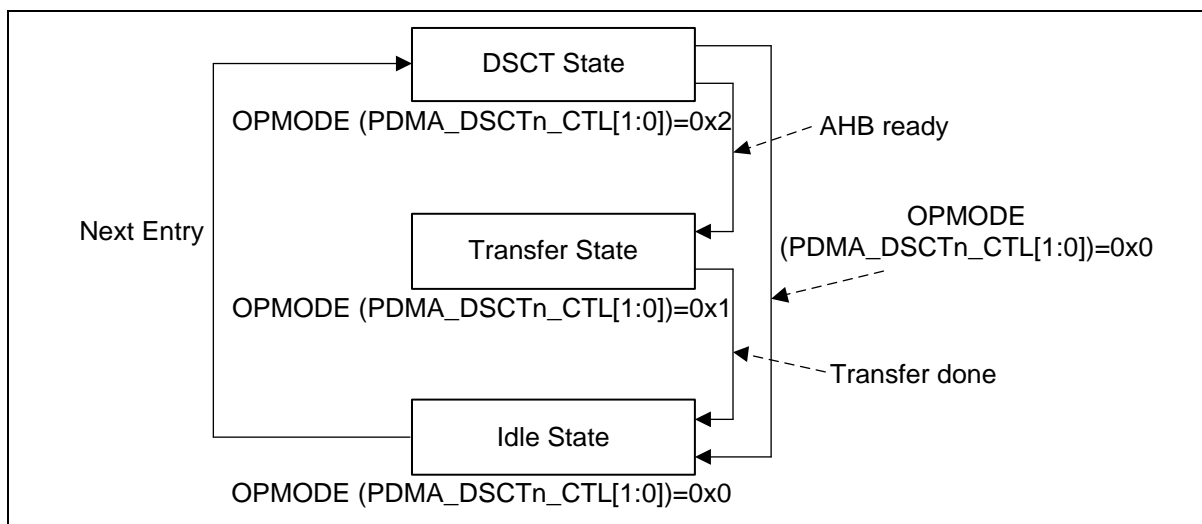 DSCT State
OPMODE (PDMA_DSCTn_CTL[1:0])=0x2
AHB ready
Next Entry
OPMODE
(PDMA_DSCTn_CTL[1:0])=0x0
Transfer State
OPMODE (PDMA_DSCTn_CTL[1:0])=0x1
Transfer done
Idle State
OPMODE (PDMA_DSCTn_CTL[1:0])=0x0